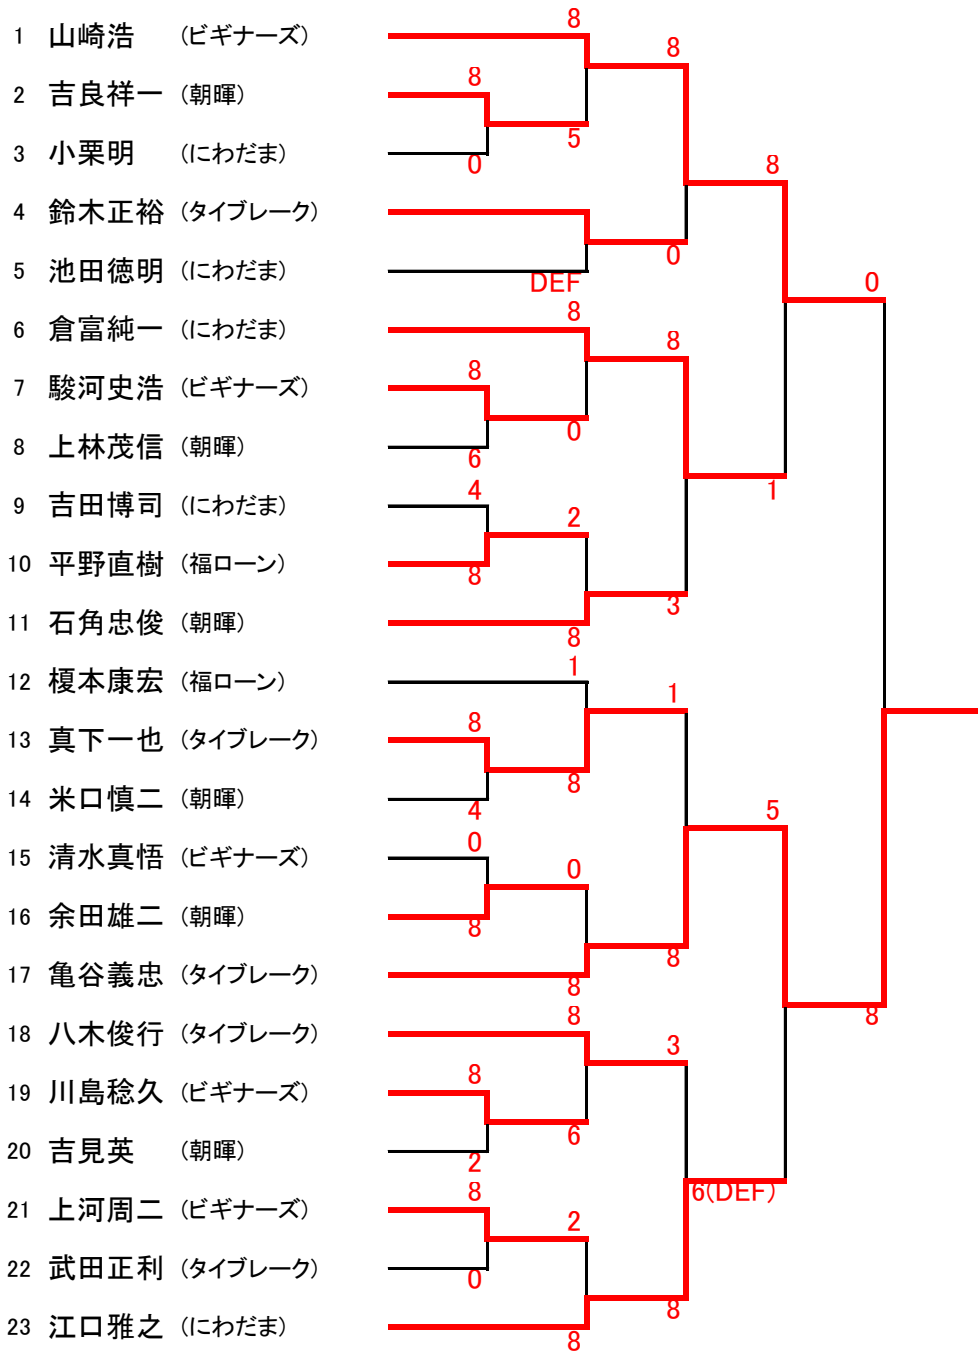 8
1 山崎浩 (ビギナーズ)
8
8
2 吉良祥一 (朝暉)
5
3 小栗明 (にわだま)
0
8
4 鈴木正裕 (タイブレーク)
0
5 池田徳明 (にわだま)
DEF
0
8
6 倉富純一 (にわだま)
8
8
7 駿河史浩 (ビギナーズ)
0
8 上林茂信 (朝暉)
6
4
1
9 吉田博司 (にわだま)
2
10 平野直樹 (福ローン)
8
3
11 石角忠俊 (朝暉)
8
1
12 榎本康宏 (福ローン)
1
8
13 真下一也 (タイブレーク)
8
14 米口慎二 (朝暉)
4
5
0
15 清水真悟 (ビギナーズ)
0
16 余田雄二 (朝暉)
8
8
17 亀谷義忠 (タイブレーク)
8
8
8
18 八木俊行 (タイブレーク)
3
8
19 川島稔久 (ビギナーズ)
6
20 吉見英 (朝暉)
2
8
6(DEF)
21 上河周二 (ビギナーズ)
2
22 武田正利 (タイブレーク)
0
8
23 江口雅之 (にわだま)
8